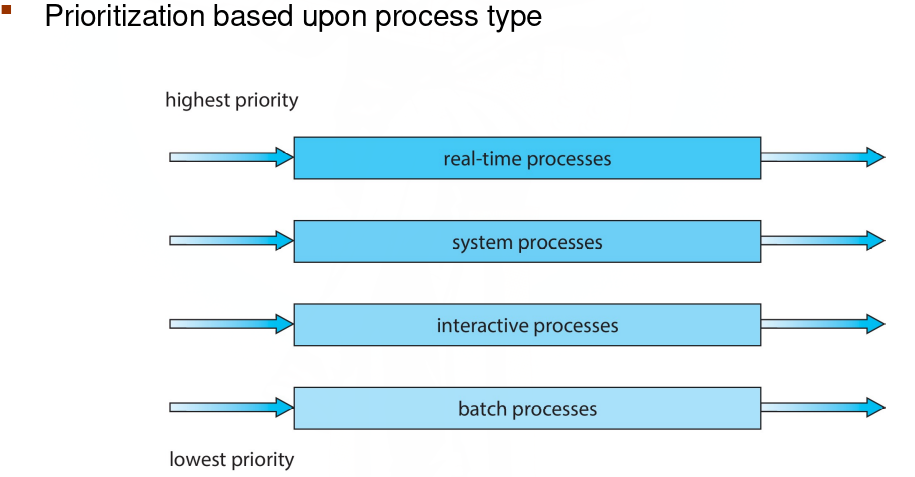 Prioritization based upon process type
highest priority
real-time processes
system processes
interactive processes
batch processes
lowest priority